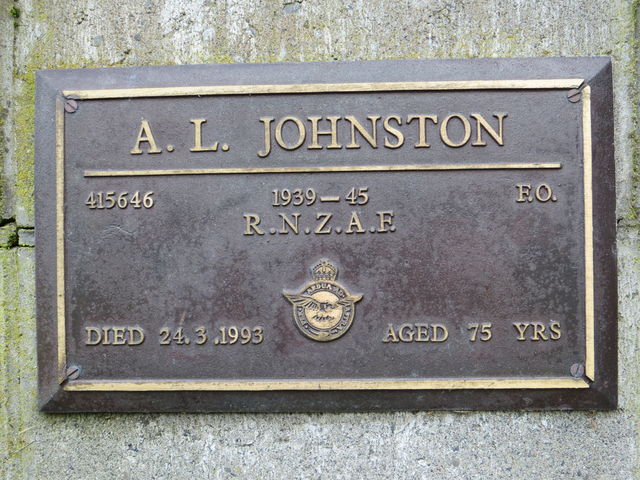 A. L. JOHNSTON
415646 1939 – 45 F.O.
R.N.Z.A.F.
DIED 24.3.1993 AGED 75 YRS